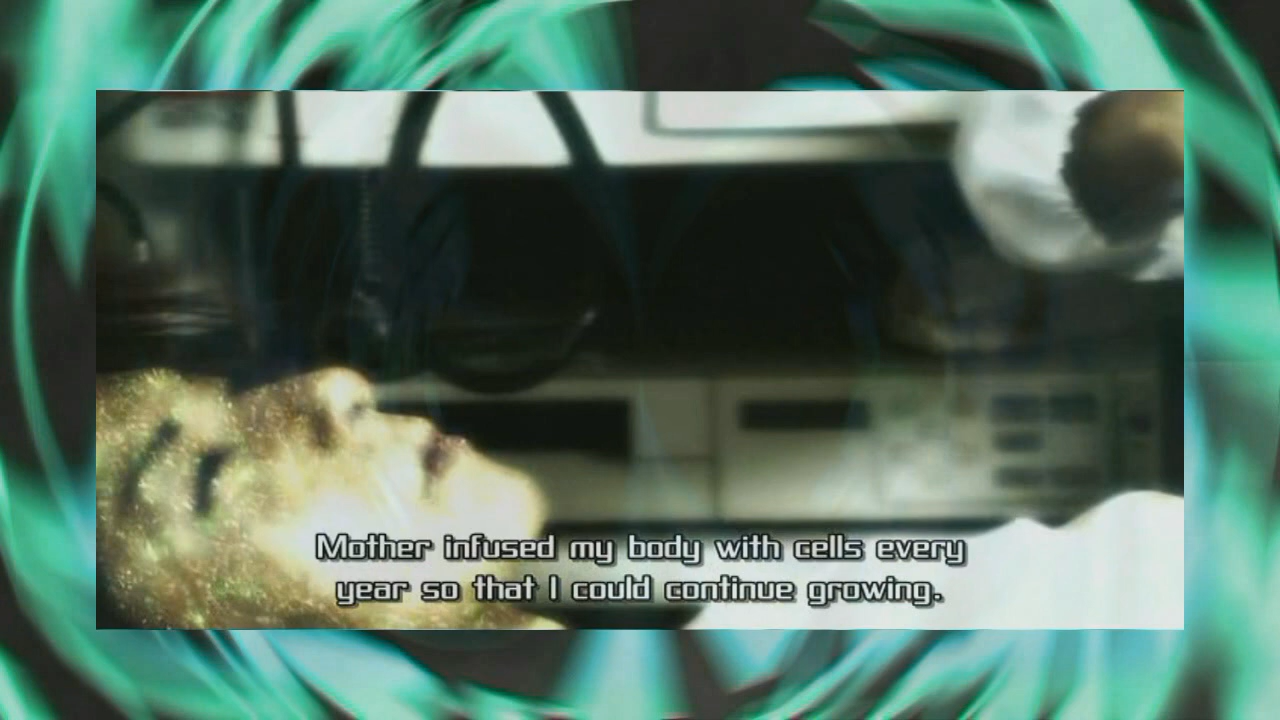 Mother infused my body with cells every
year so that I could continue growing.